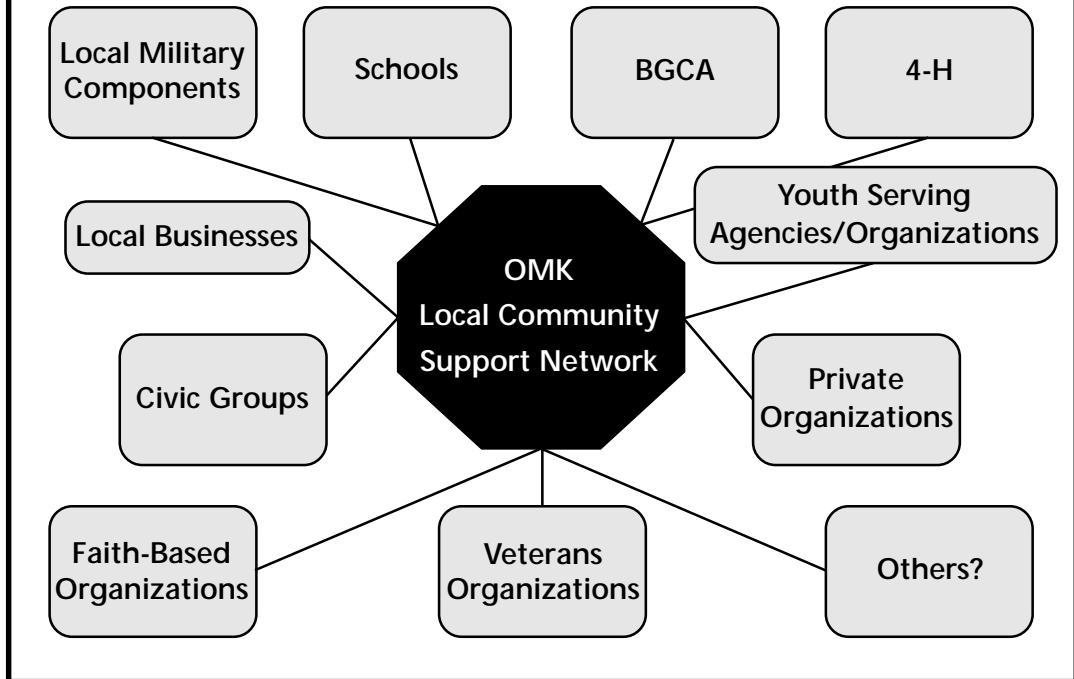 Local Military
Components
Schools
BGCA
4-H
Youth Serving
Agencies/Organizations
Local Businesses
OMK
Local Community
Support Network
Civic Groups
Private
Organizations
Faith-Based
Organizations
Veterans
Organizations
Others?